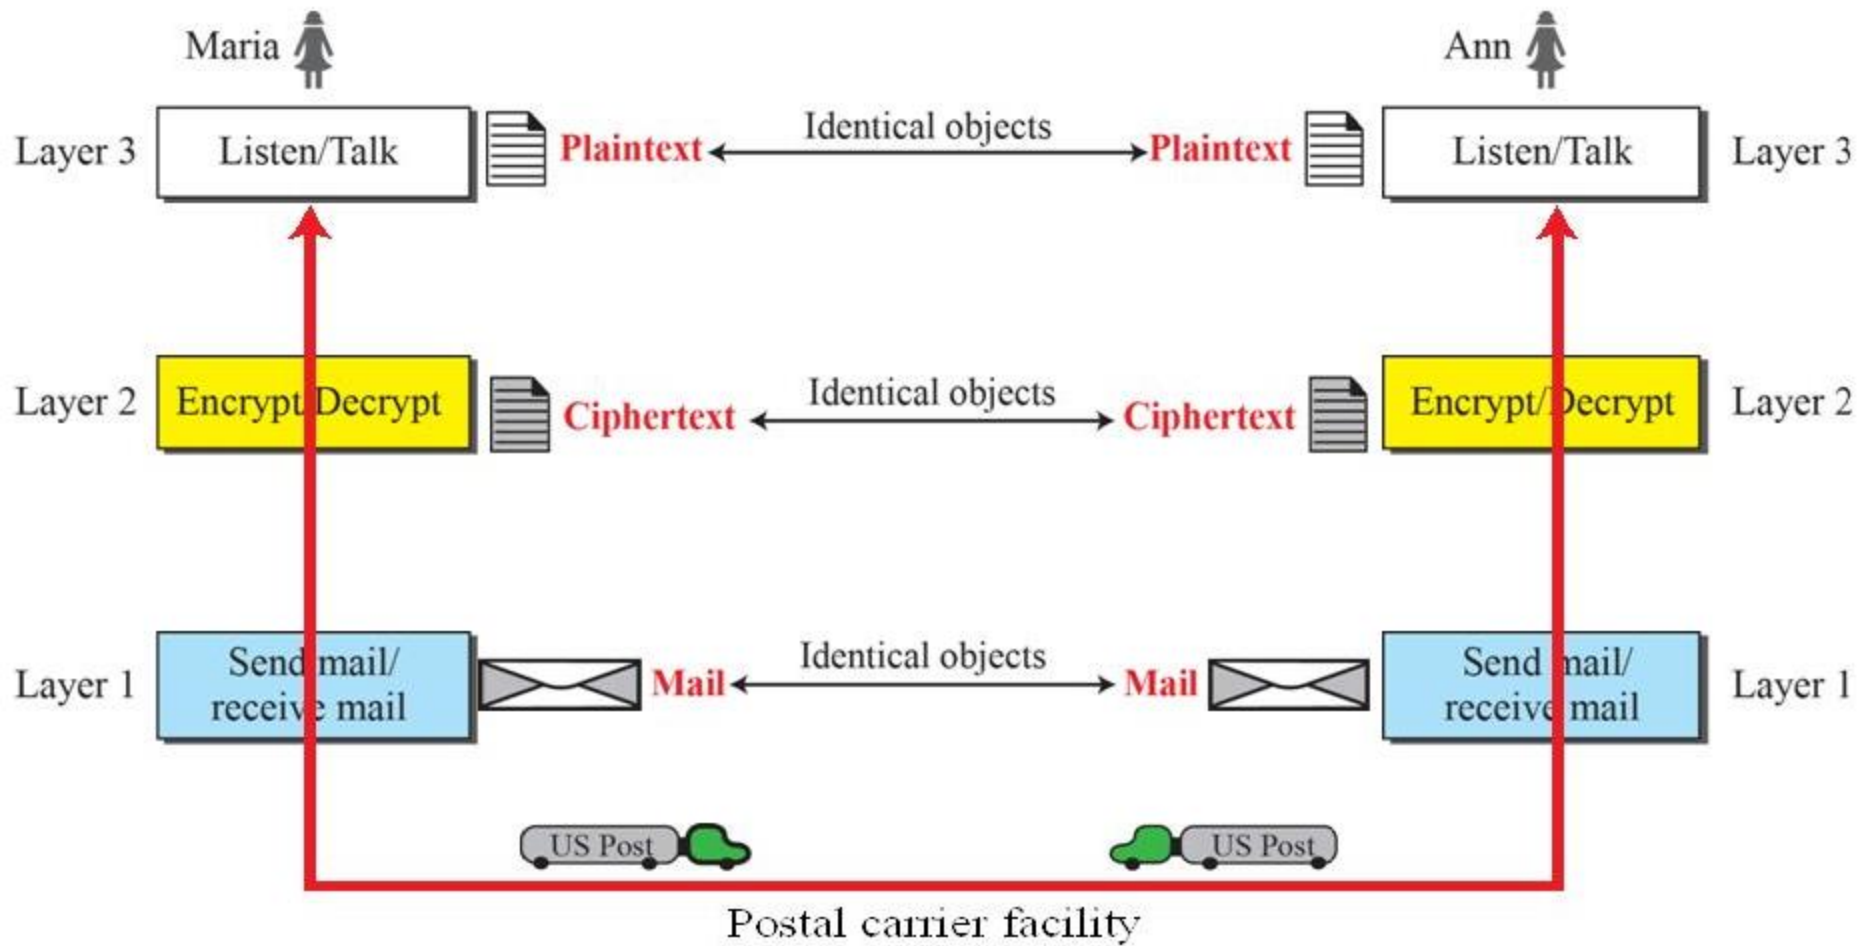 Maria
Ann
Layer 3
Listen/Talk
Plaintext
Identical objects
Plaintext
Listen/Talk
Layer 3
Layer 2
Encrypt/Decrypt
Ciphertext
Identical objects
Ciphertext
Encrypt/Decrypt
Layer 2
Layer 1
Send mail/
receive mail
Mail
Identical objects
Mail
Send mail/
receive mail
Layer 1
US Post
US Post
Postal carrier facility